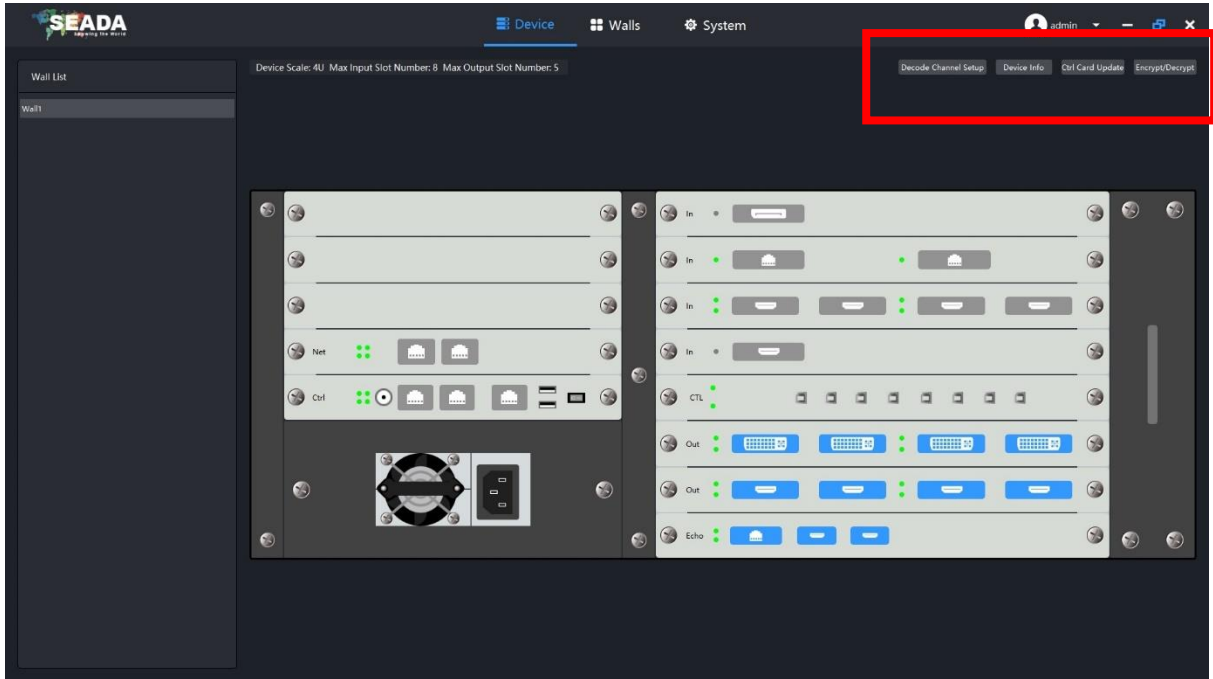 SEADA
Device
Walls
System
admin
Wall List
Device Scale: 4U Max Input Slot Number: 8 Max Output Slot Number: 5
Decode Channel Setup
Device Info
Ctrl Card Update
Encrypt/Decrypt
Wall1
In
In
In
Net
In
Ctrl
CTL
Out
Out
Echo